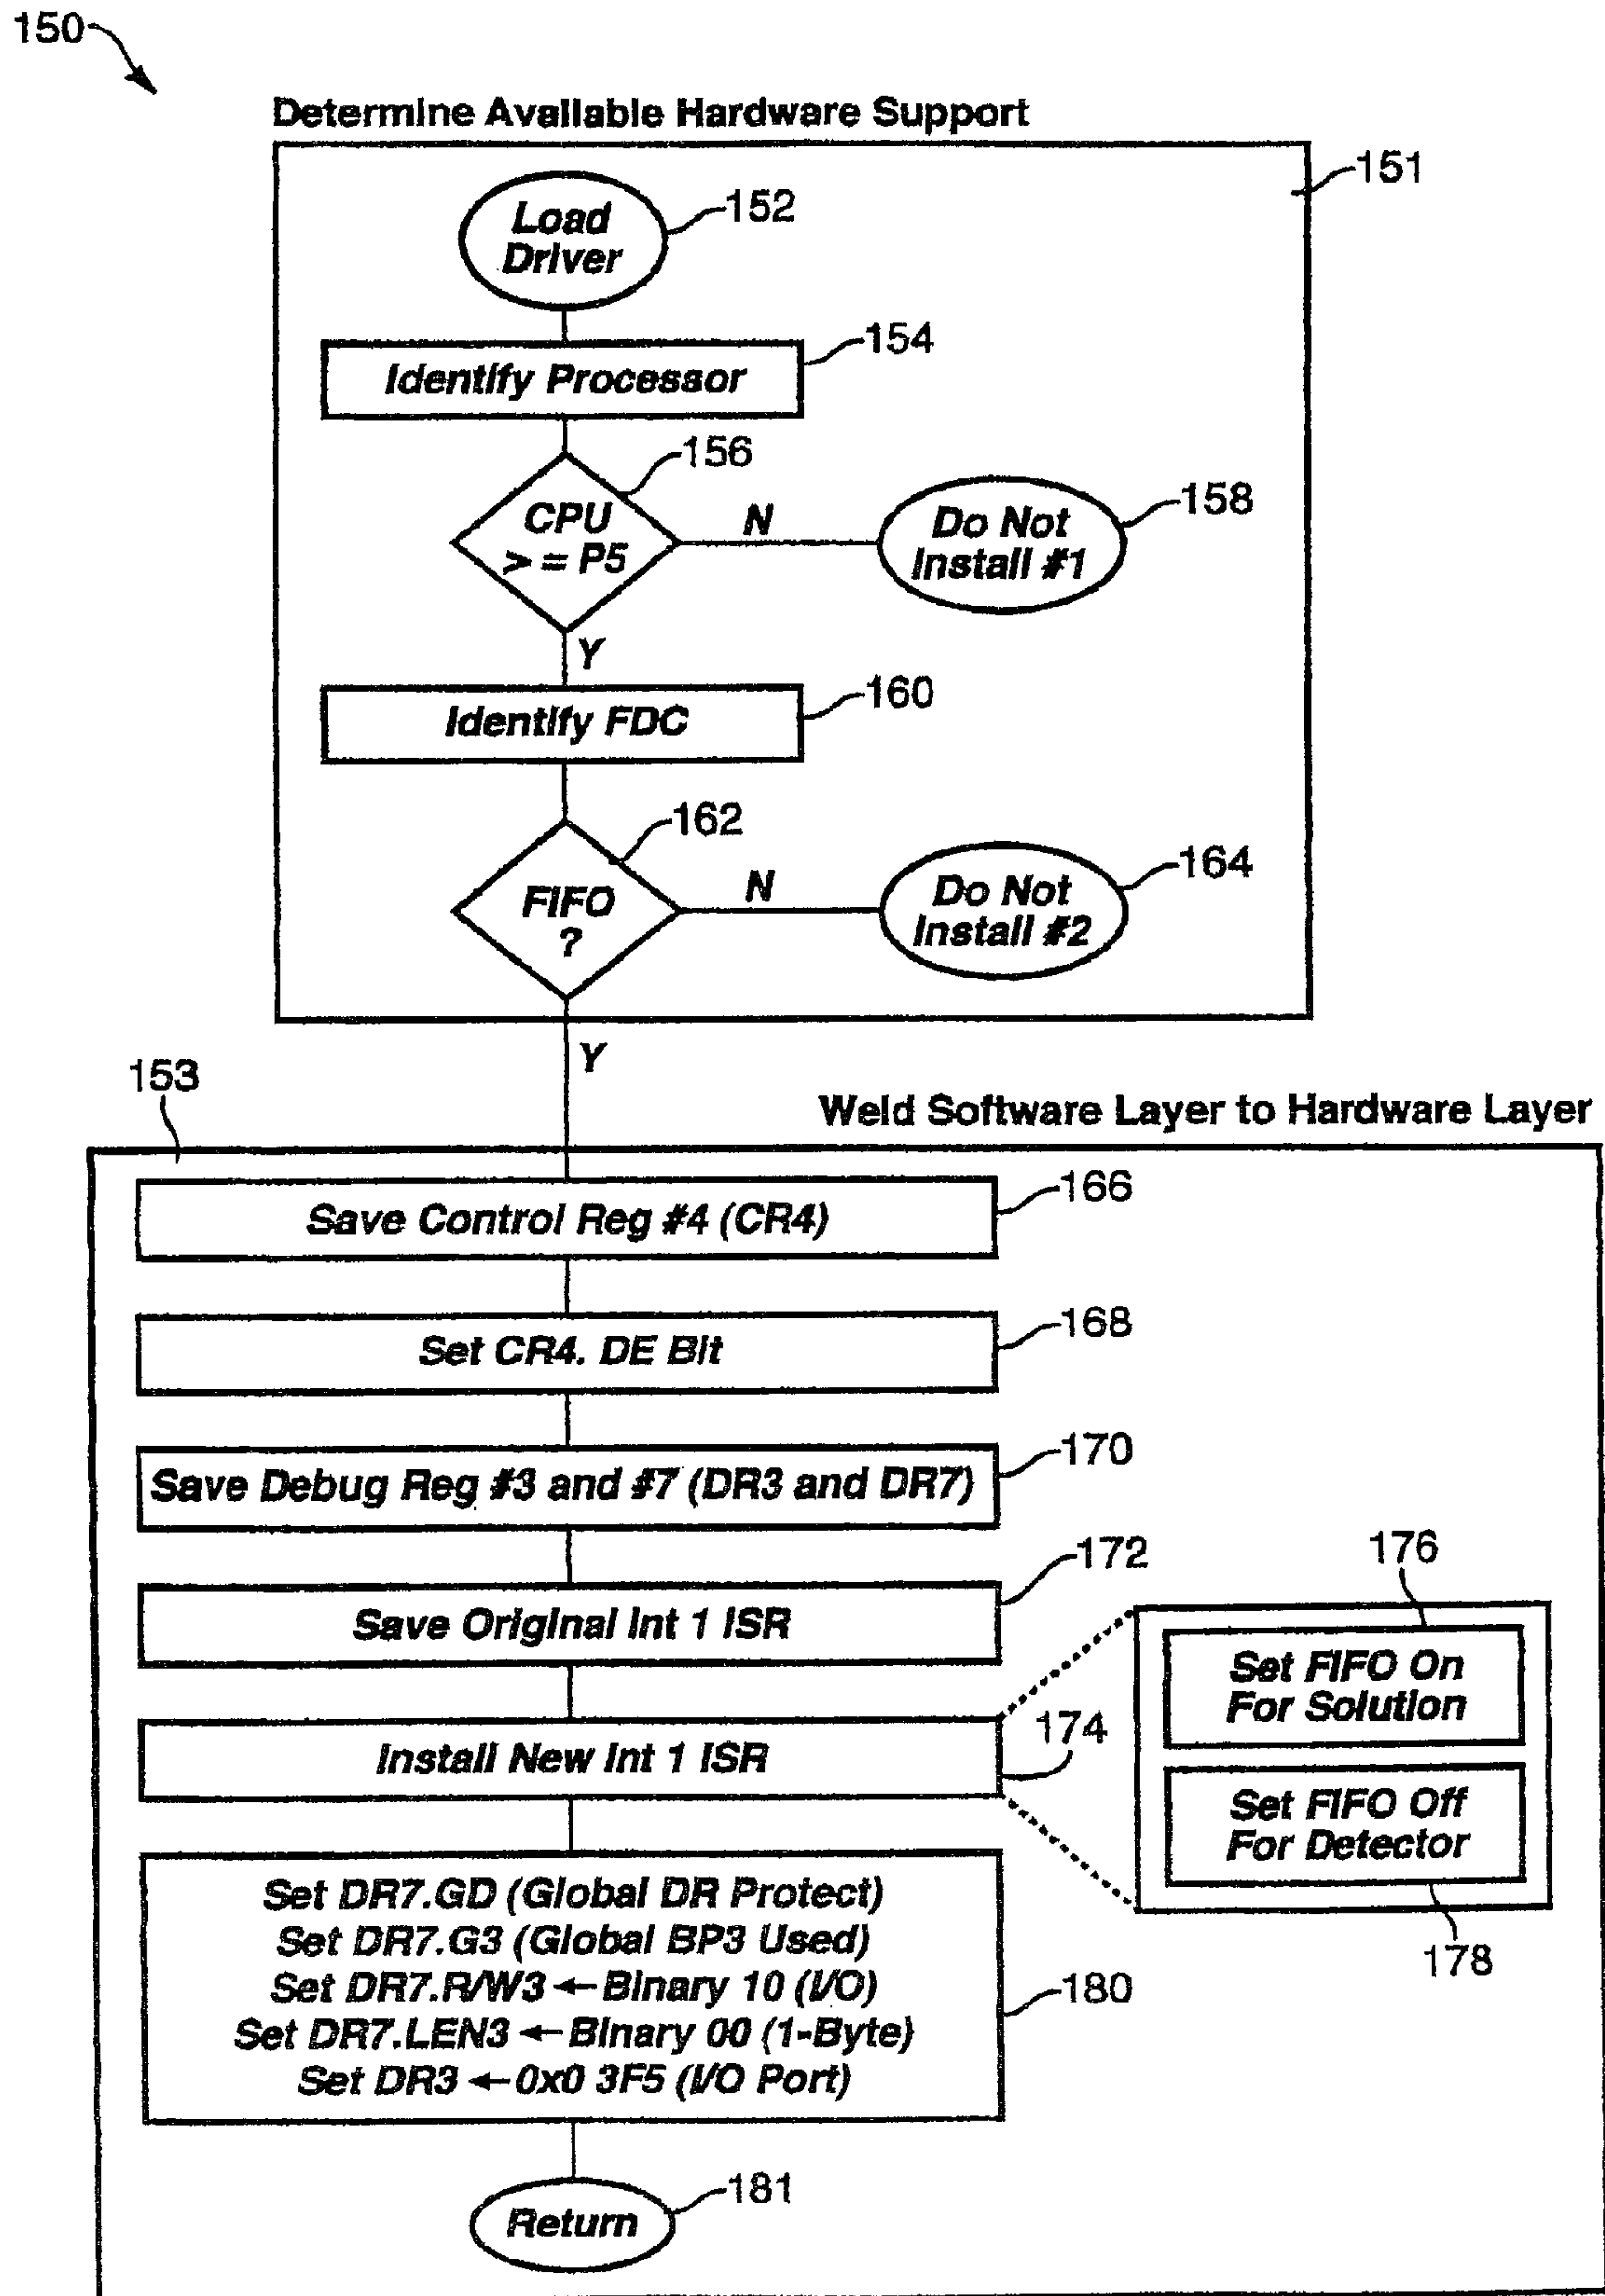 150
Determine Available Hardware Support
151
Load
Driver
152
154
Identify Processor
156
CPU
> = P5
N
Do Not
Install #1
158
Y
160
Identify FDC
162
FIFO
?
N
Do Not
Install #2
164
Y
153
Weld Software Layer to Hardware Layer
166
Save Control Reg #4 (CR4)
168
Set CR4. DE Bit
170
Save Debug Reg #3 and #7 (DR3 and DR7)
172
Save Original Int 1 ISR
174
Install New Int 1 ISR
176
Set FIFO On
For Solution
Set FIFO Off
For Detector
178
Set DR7.GD (Global DR Protect)
Set DR7.G3 (Global BP3 Used)
Set DR7.R/W3 ← Binary 10 (I/O)
Set DR7.LEN3 ← Binary 00 (1-Byte)
Set DR3 ← 0x0 3F5 (I/O Port)
180
Return
181